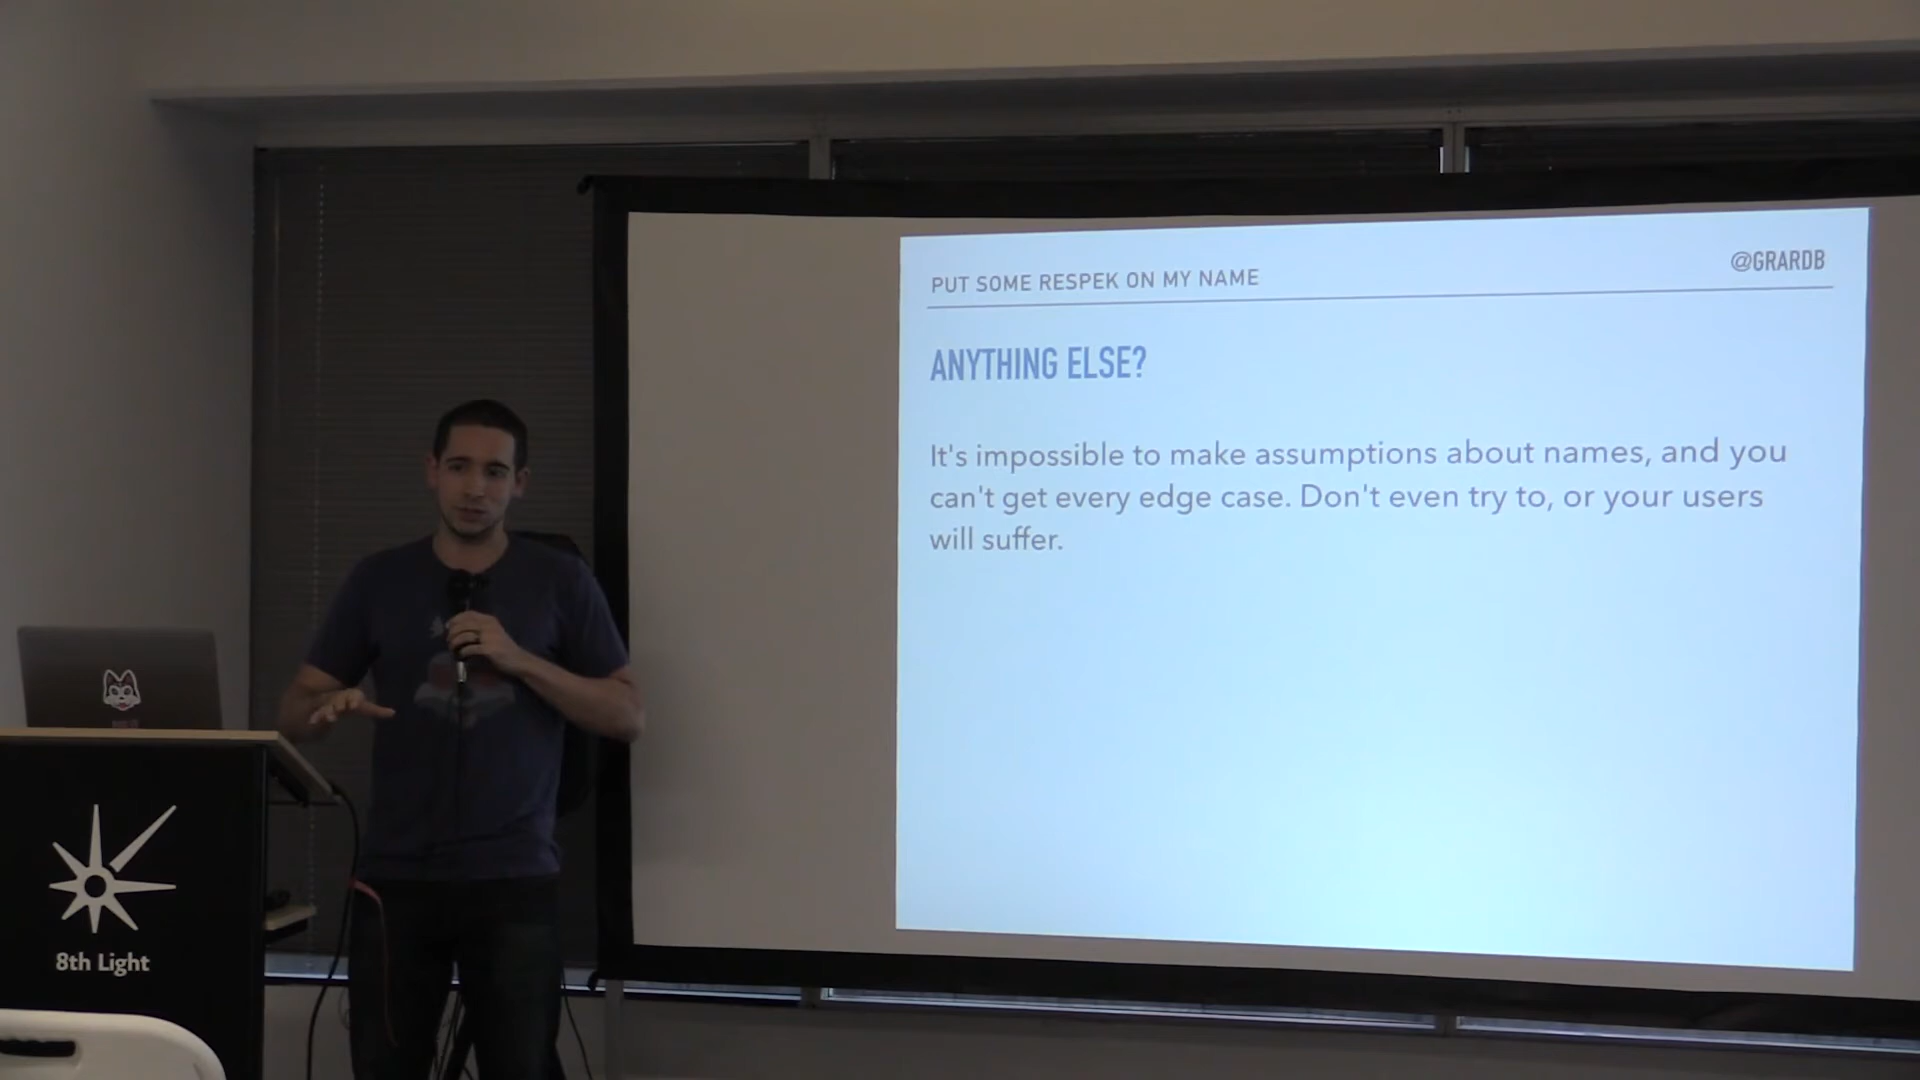 PUT SOME RESPEK ON MY NAME
@GRARDB
ANYTHING ELSE?
It's impossible to make assumptions about names, and you
can't get every edge case. Don't even try to, or your users
will suffer.
8th Light